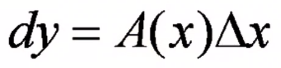 dy = A(x)Δx